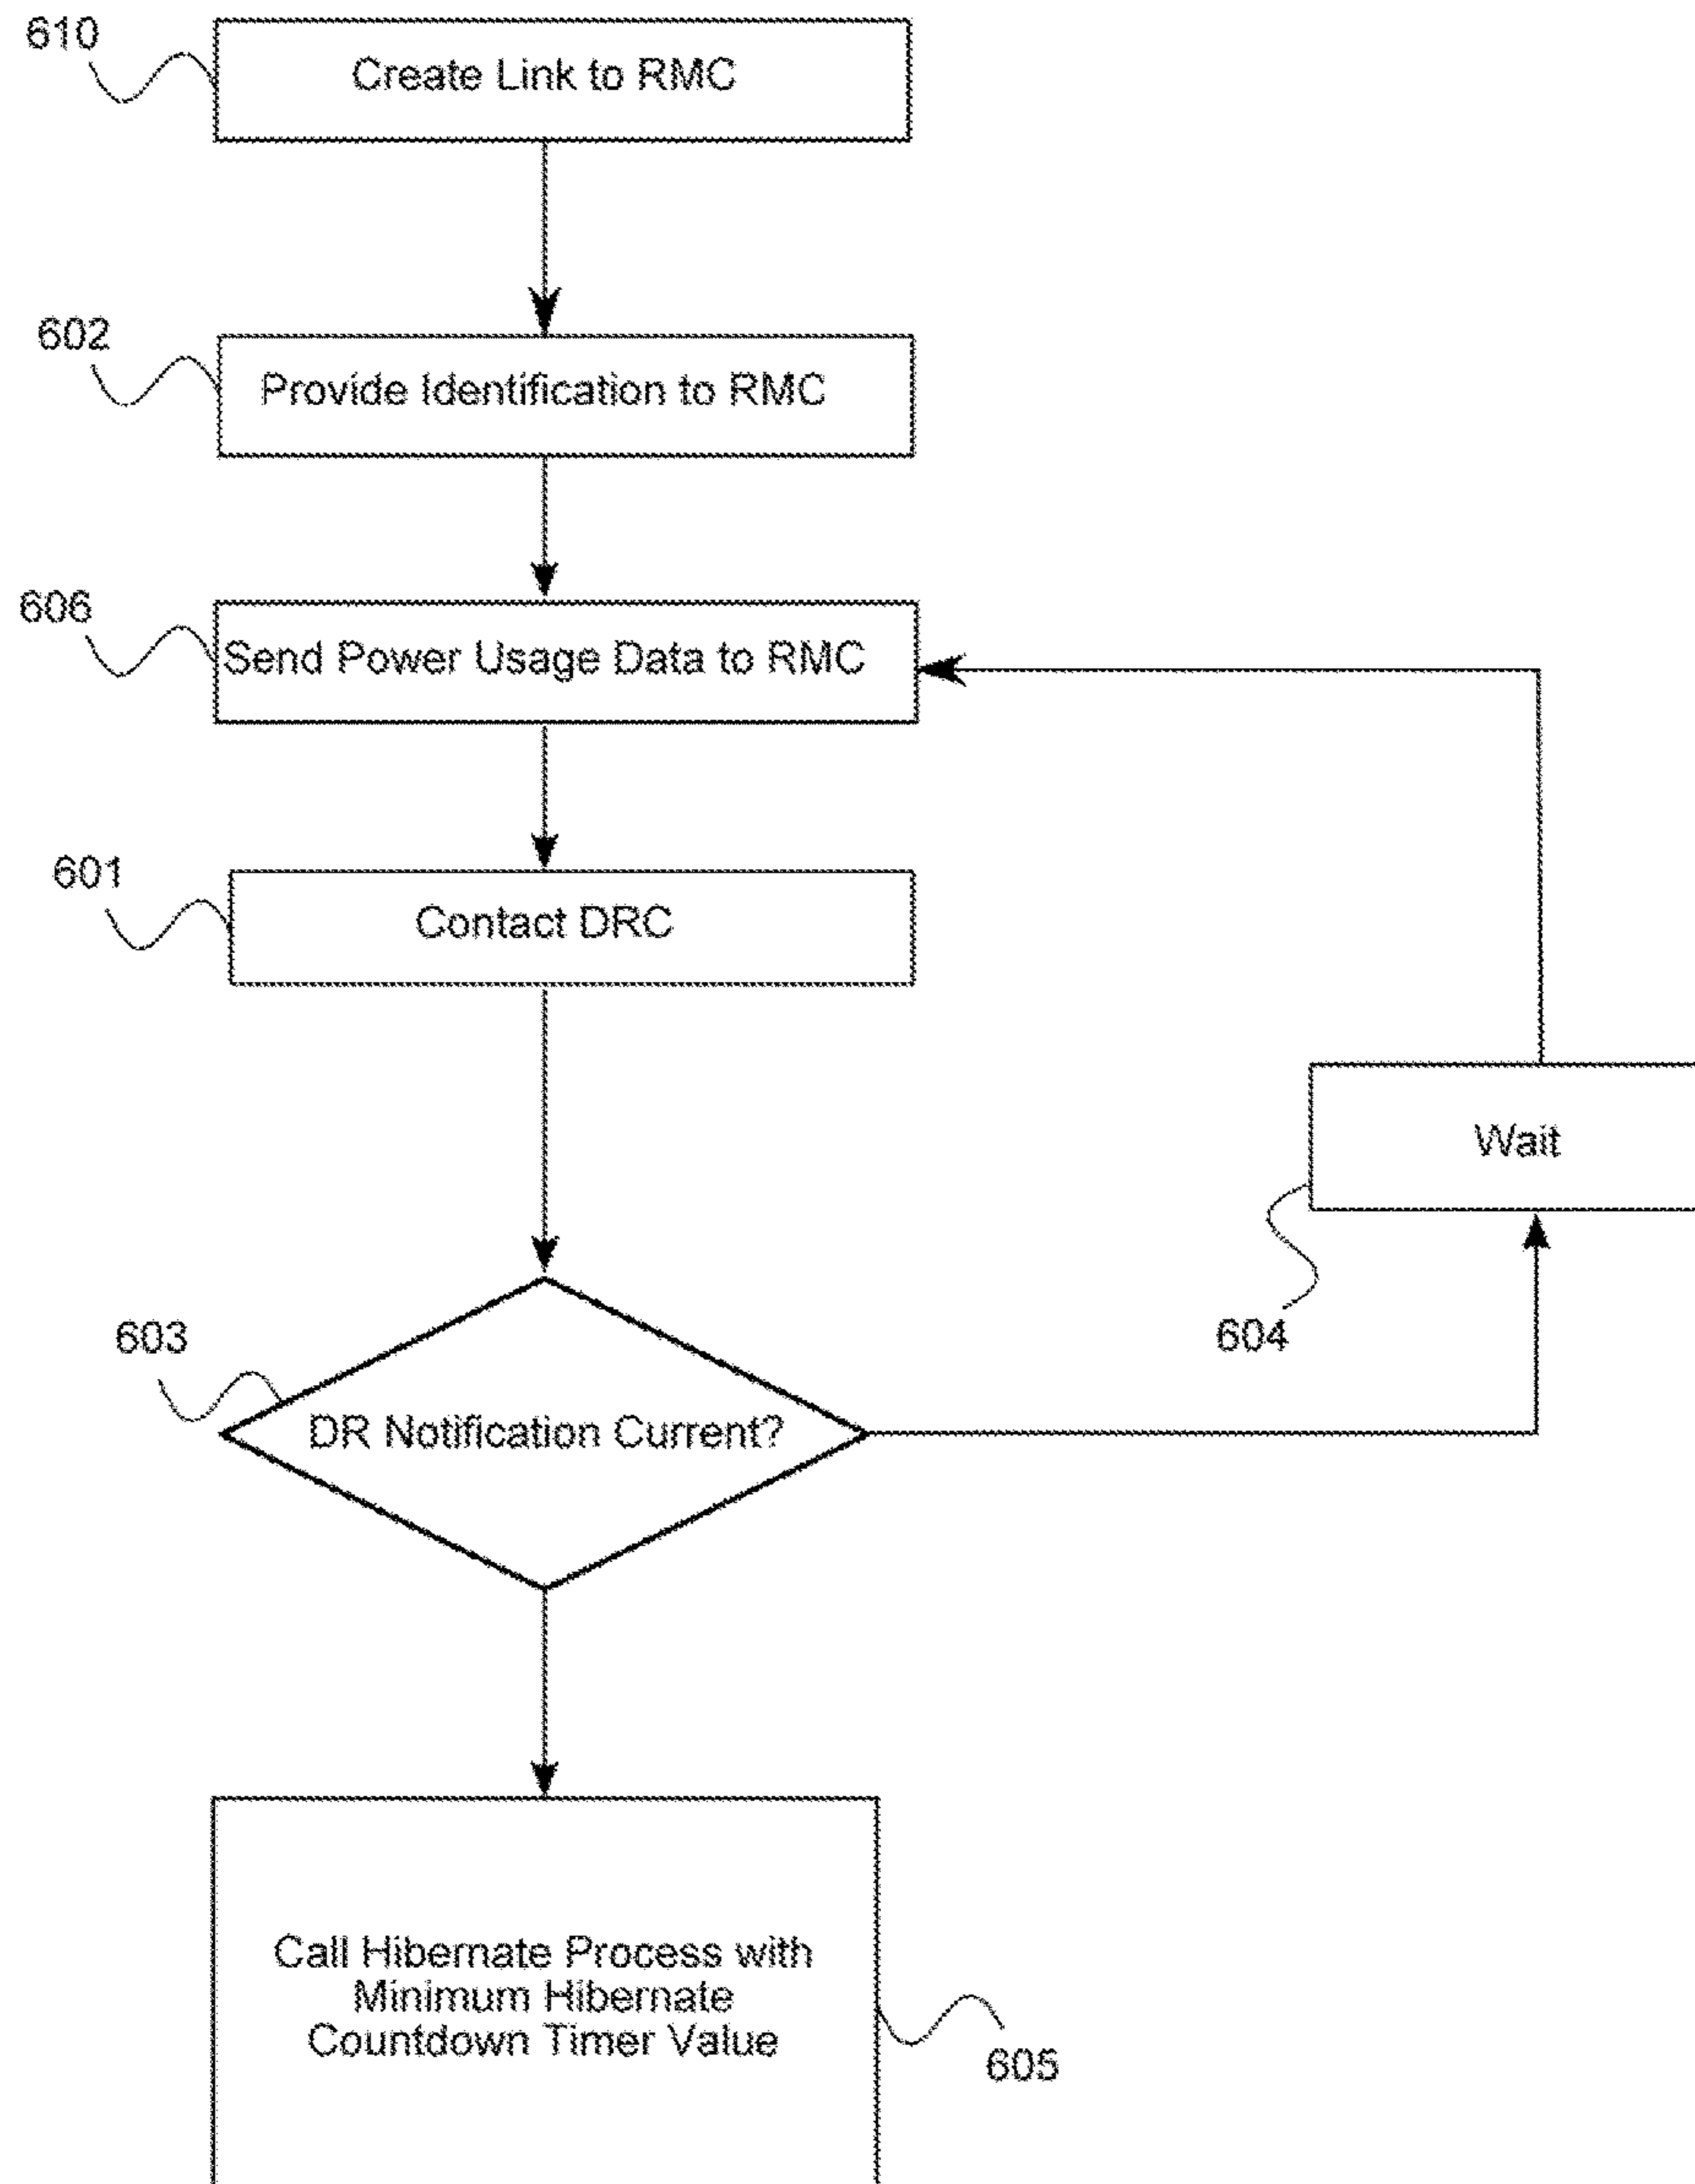 610
Create Link to RMC
602
Provide Identification to RMC
606
Send Power Usage Data to RMC
601
Contact DRC
Wait
604
603
DR Notification Current?
Call Hibernate Process with
Minimum Hibernate
Countdown Timer Value
605